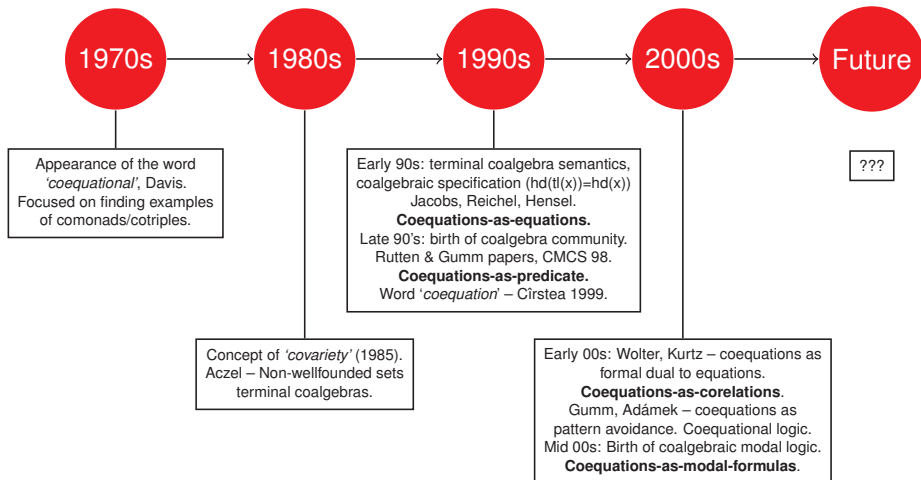 1970s
1980s
1990s
2000s
Future
Appearance of the word
'coequational', Davis.
Focused on finding examples
of comonads/cotriples.
Concept of 'covariety' (1985).
Aczel – Non-wellfounded sets
terminal coalgebras.
Early 90s: terminal coalgebra semantics,
coalgebraic specification (hd(tl(x))=hd(x))
Jacobs, Reichel, Hensel.
Coequations-as-equations.
Late 90's: birth of coalgebra community.
Rutten & Gumm papers, CMCS 98.
Coequations-as-predicate.
Word 'coequation' – Cîrstea 1999.
Early 00s: Wolter, Kurtz – coequations as
formal dual to equations.
Coequations-as-corelations.
Gumm, Adámek – coequations as
pattern avoidance. Coequational logic.
Mid 00s: Birth of coalgebraic modal logic.
Coequations-as-modal-formulas.
???